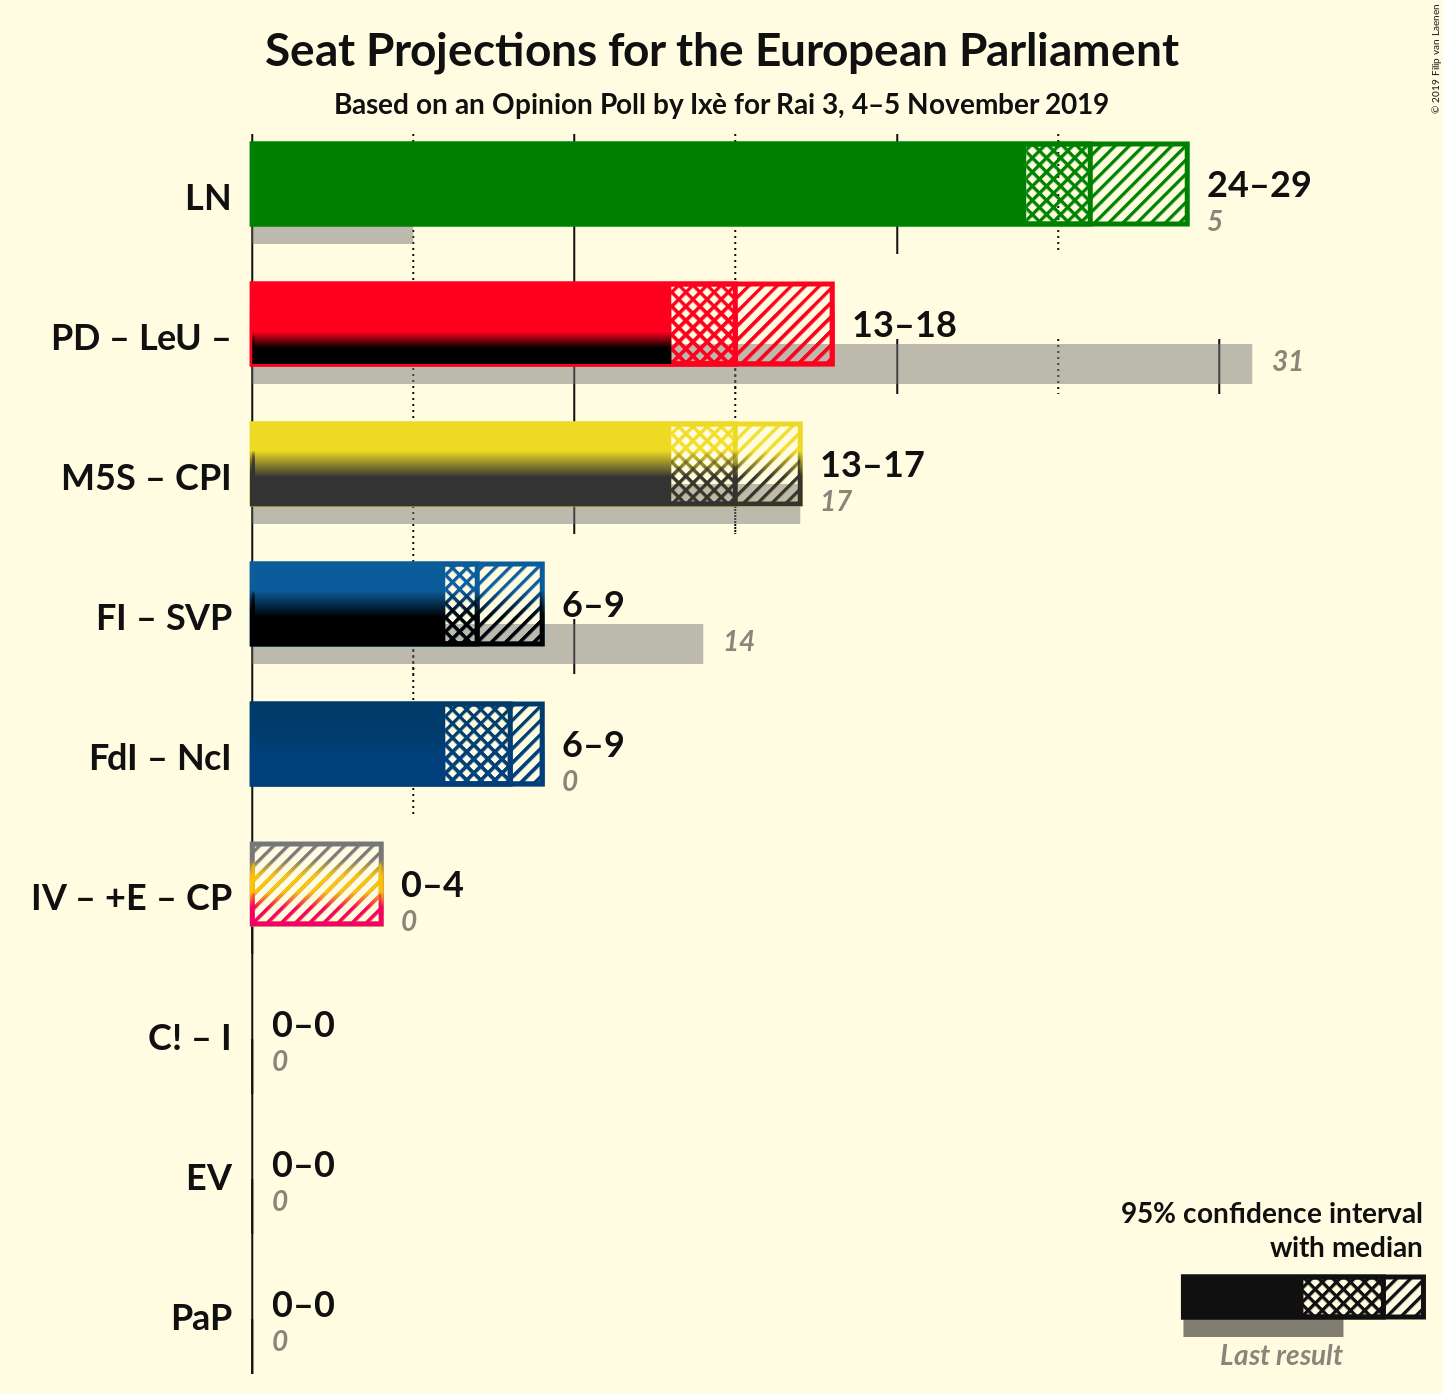 Seat Projections for the European Parliament
Based on an Opinion Poll by Ixè for Rai 3, 4–5 November 2019
© 2019 Filip van Laenen
LN
24–29
5
PD – LeU –
13–18
31
M5S – CPI
13–17
17
FI – SVP
6–9
14
FdI – NcI
6–9
0
IV – +E – CP
0–4
0
C! – I
0–0
0
EV
0–0
0
PaP
0–0
0
95% confidence interval
with median
Last result